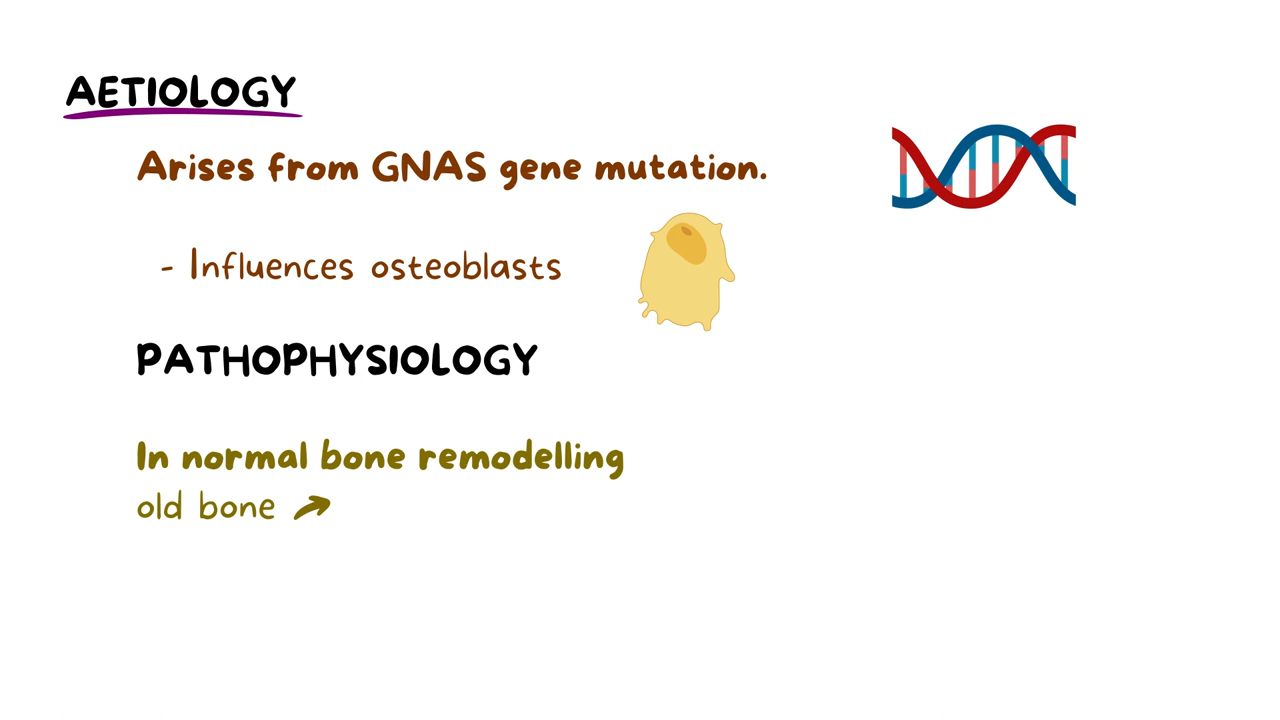 AETIOLOGY
Arises from GNAS gene mutation.
- Influences osteoblasts
PATHOPHYSIOLOGY
In normal bone remodelling
old bone